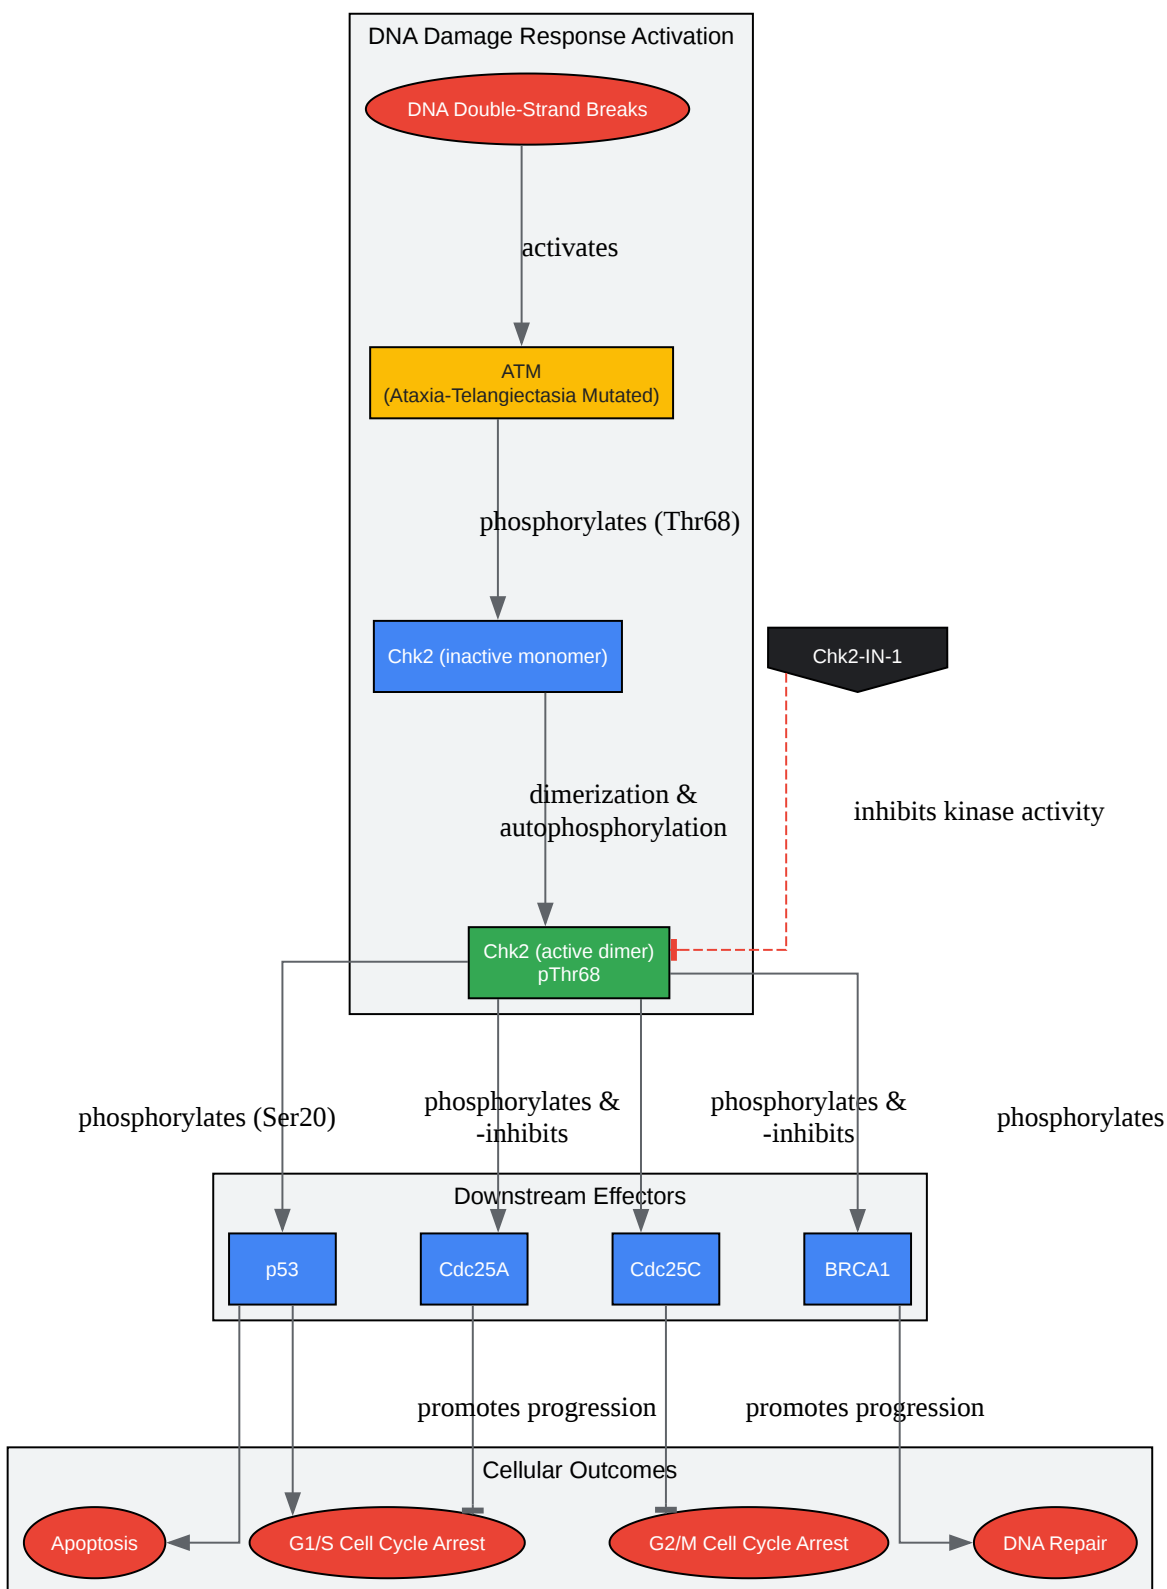 DNA Damage Response Activation
DNA Double-Strand Breaks
activates
ATM
(Ataxia-Telangiectasia Mutated)
phosphorylates (Thr68)
Chk2 (inactive monomer)
Chk2-IN-1
dimerization &
autophosphorylation
inhibits kinase activity
Chk2 (active dimer)
pThr68
phosphorylates (Ser20)
phosphorylates &
-inhibits
phosphorylates &
-inhibits
phosphorylates
Downstream Effectors
p53
Cdc25A
Cdc25C
BRCA1
promotes progression
promotes progression
Cellular Outcomes
Apoptosis
G1/S Cell Cycle Arrest
G2/M Cell Cycle Arrest
DNA Repair